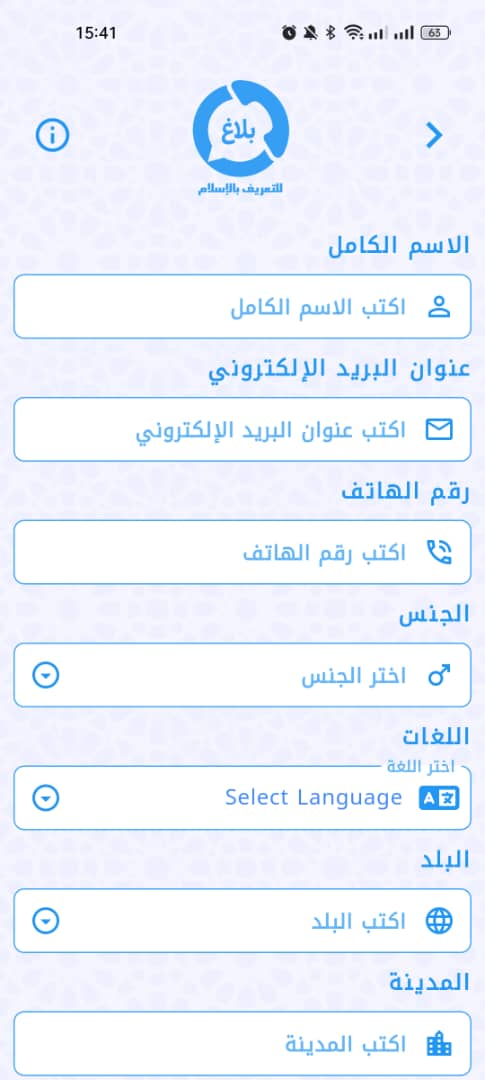 15:41
63
بلاغ
للتعريف بالإسلام
الاسم الكامل
اكتب الاسم الكامل
عنوان البريد الإلكتروني
اكتب عنوان البريد الإلكتروني
رقم الهاتف
اكتب رقم الهاتف
الجنس
اختر الجنس
اللغات
اختر اللغة
Select Language
البلد
اكتب البلد
المدينة
اكتب المدينة